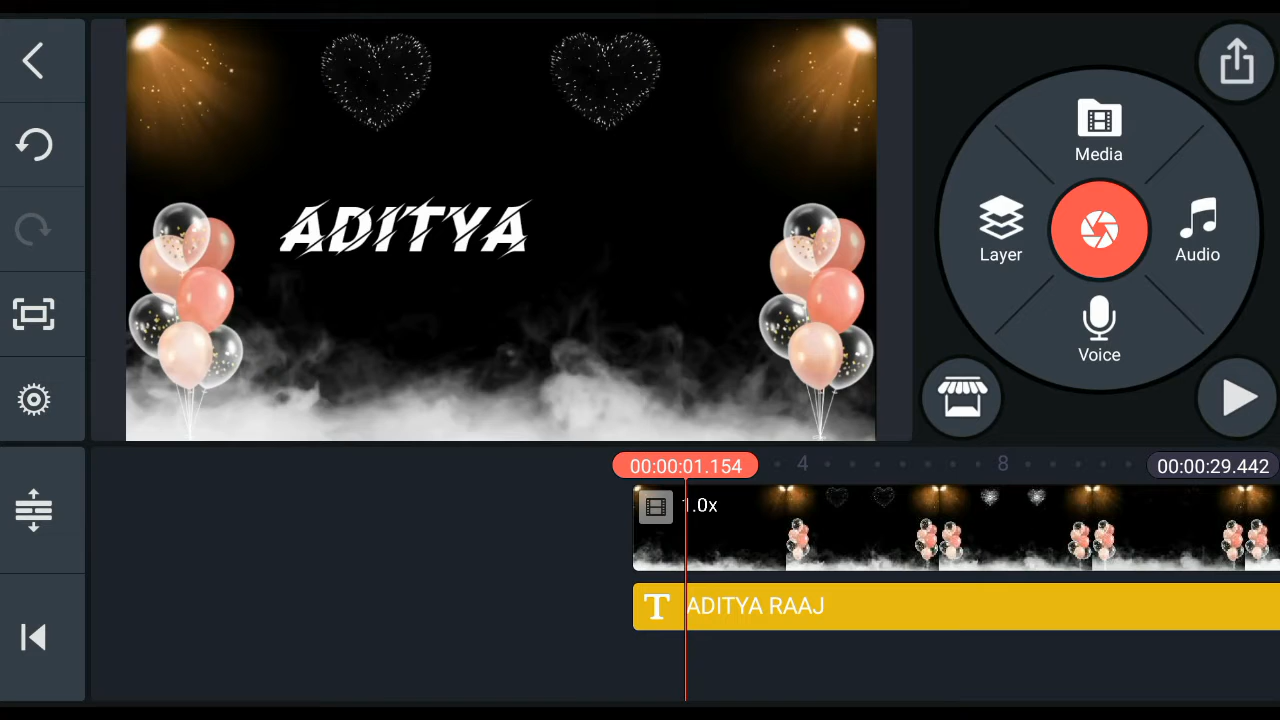 ADITYA
Media
Layer
Audio
Voice
00:00:01.154
4
8
00:00:29.442
1.0x
T ADITYA RAAJ